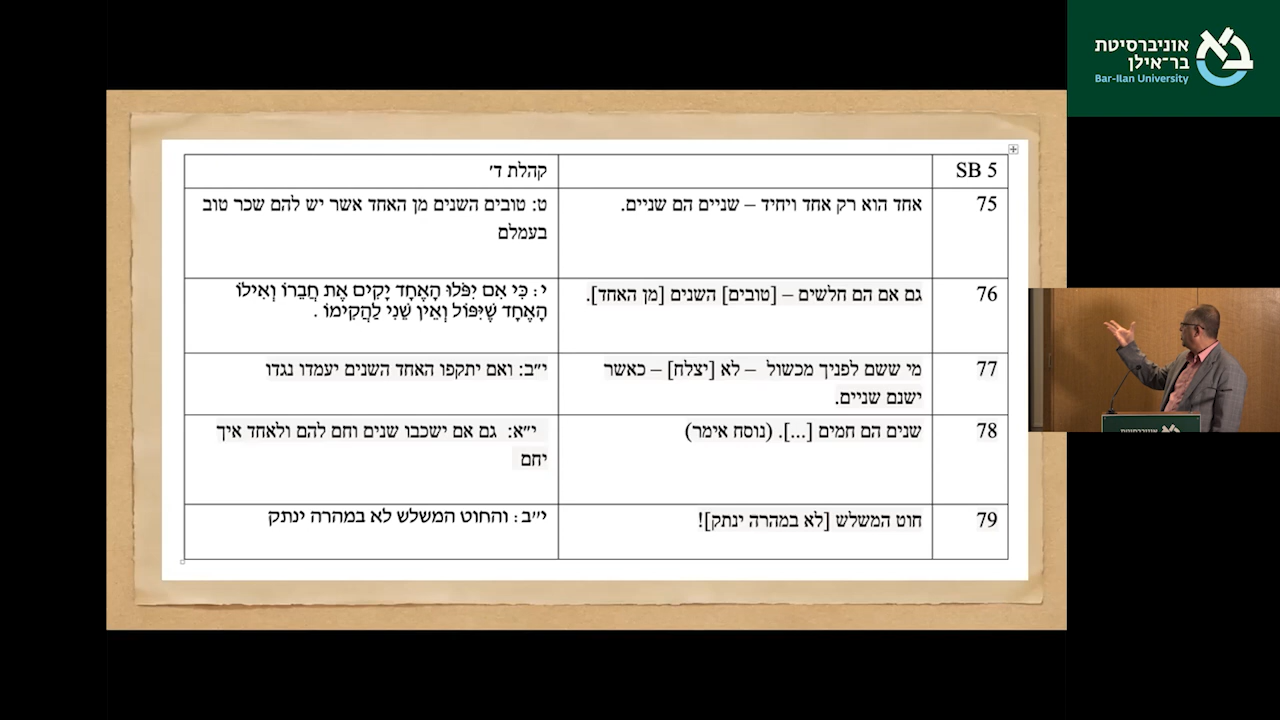 אוניברסיטת
בר־אילן
Bar-Ilan University
SB 5
קהלת ד׳
75
אחד הוא רק אחד ויחיד – שניים הם שניים.
ט: טובים השנים מן האחד אשר יש להם שכר טוב
בעמלם
76
גם אם הם חלשים – [טובים] השנים [מן האחד].
י: כִּי אִם יִפֹּלוּ הָאֶחָד יָקִים אֶת חֲבֵרוֹ וְאִילוֹ
הָאֶחָד שֶׁיִּפּוֹל וְאֵין שֵׁנִי לַהֲקִימוֹ .
77
מי ששם לפניך מכשול – לא [יצלח] – כאשר
ישנם שניים.
י״ב: ואם יתקפו האחד השנים יעמדו נגדו
78
שנים הם חמים [...]. (נוסח אימר)
י״א: גם אם ישכבו שנים וחם להם ולאחד איך
יחם
79
חוט המשלש [לא במהרה ינתק]!
י״ב: והחוט המשלש לא במהרה ינתק
אוניברסיטת